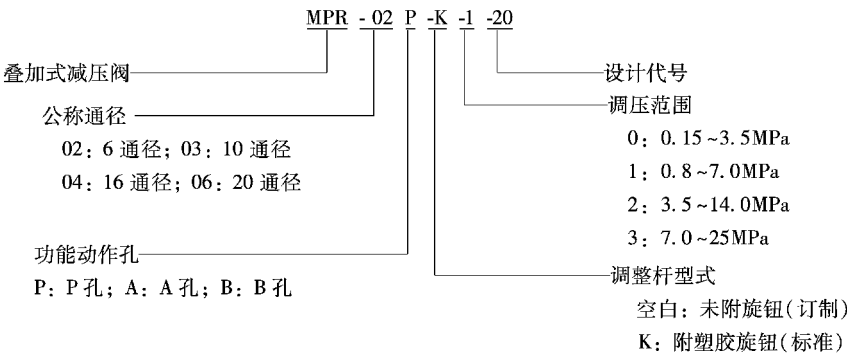 MPR -02 P -K -1 -20
叠加式减压阀
公称通径
02：6 通径；03：10 通径
04：16 通径；06：20 通径
功能动作孔
P：P 孔；A：A 孔；B：B 孔
设计代号
调压范围
0：0.15~3.5MPa
1：0.8~7.0MPa
2：3.5~14.0MPa
3：7.0~25MPa
调整杆型式
空白：未附旋钮(订制)
K：附塑胶旋钮(标准)